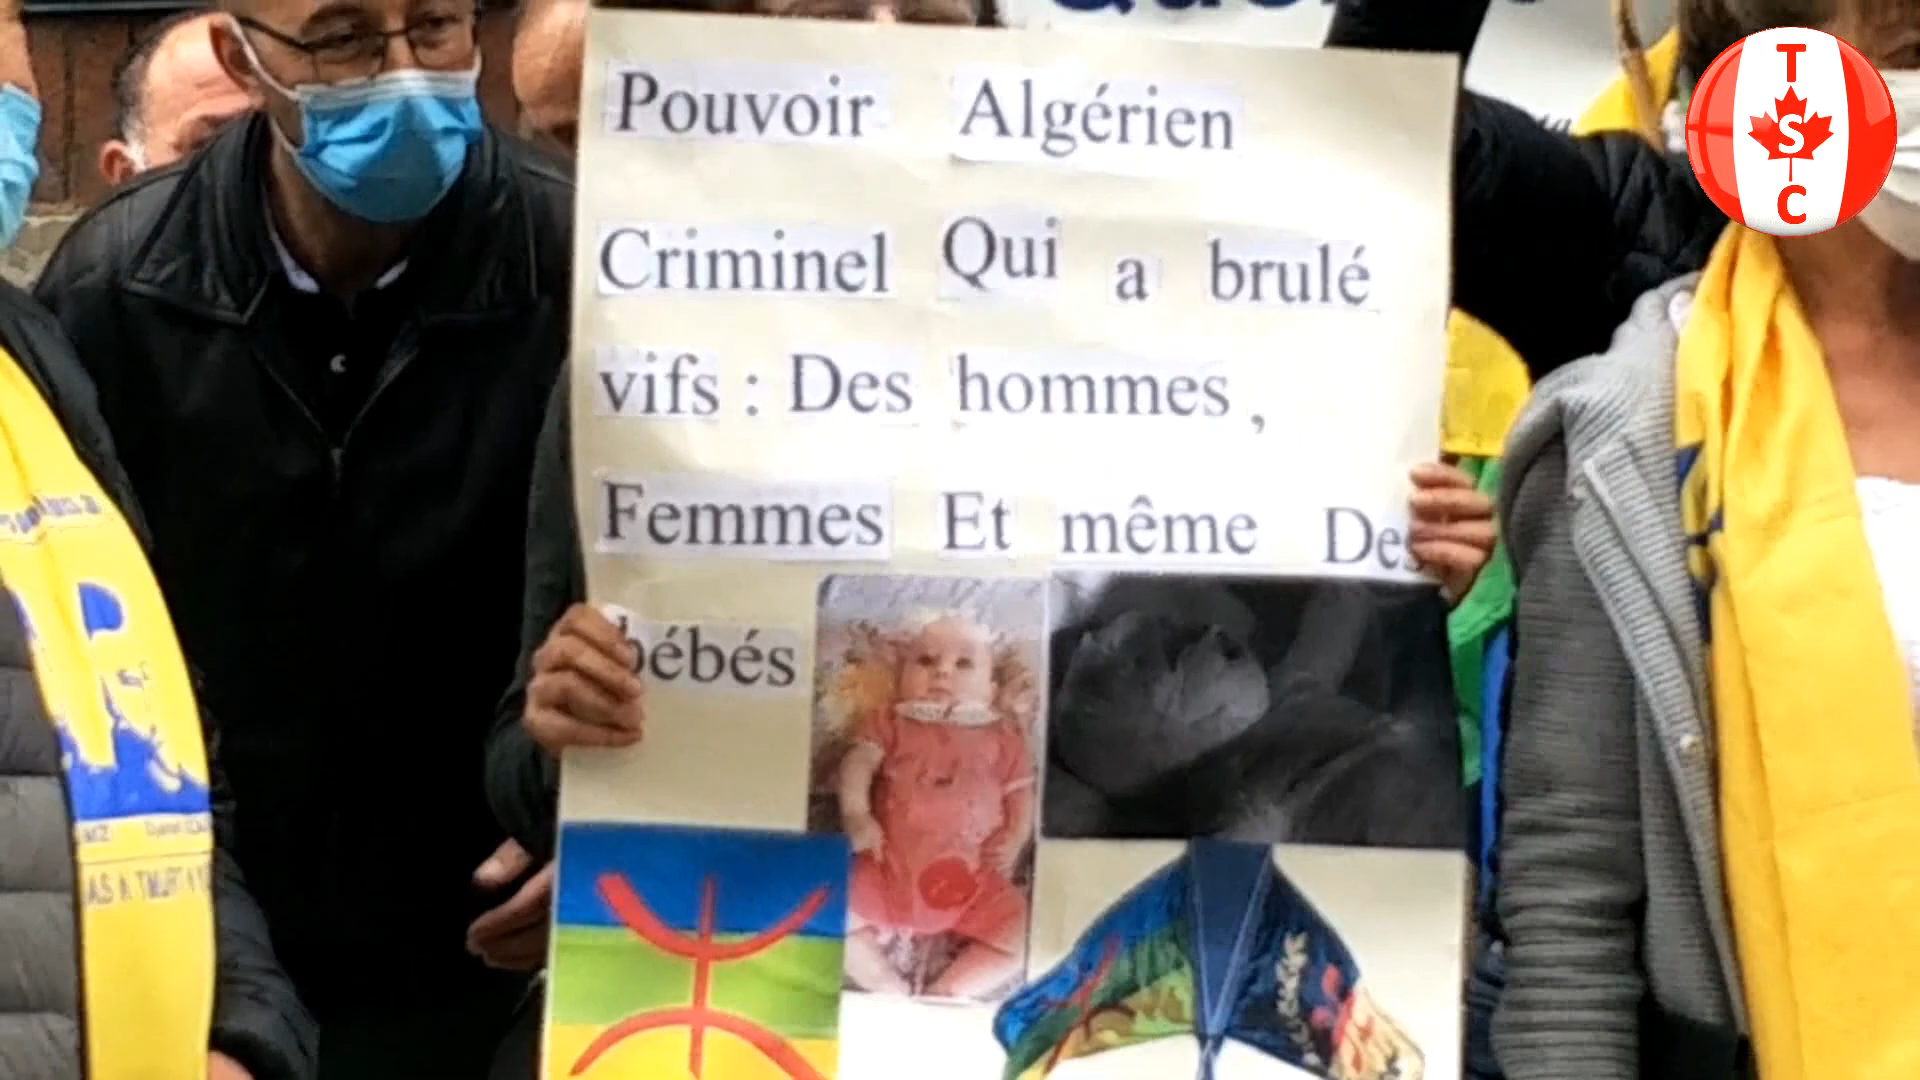 Pouvoir Algérien
Criminel Qui a brulé
vifs : Des hommes ,
Femmes Et même Des
bébés
T
S
C